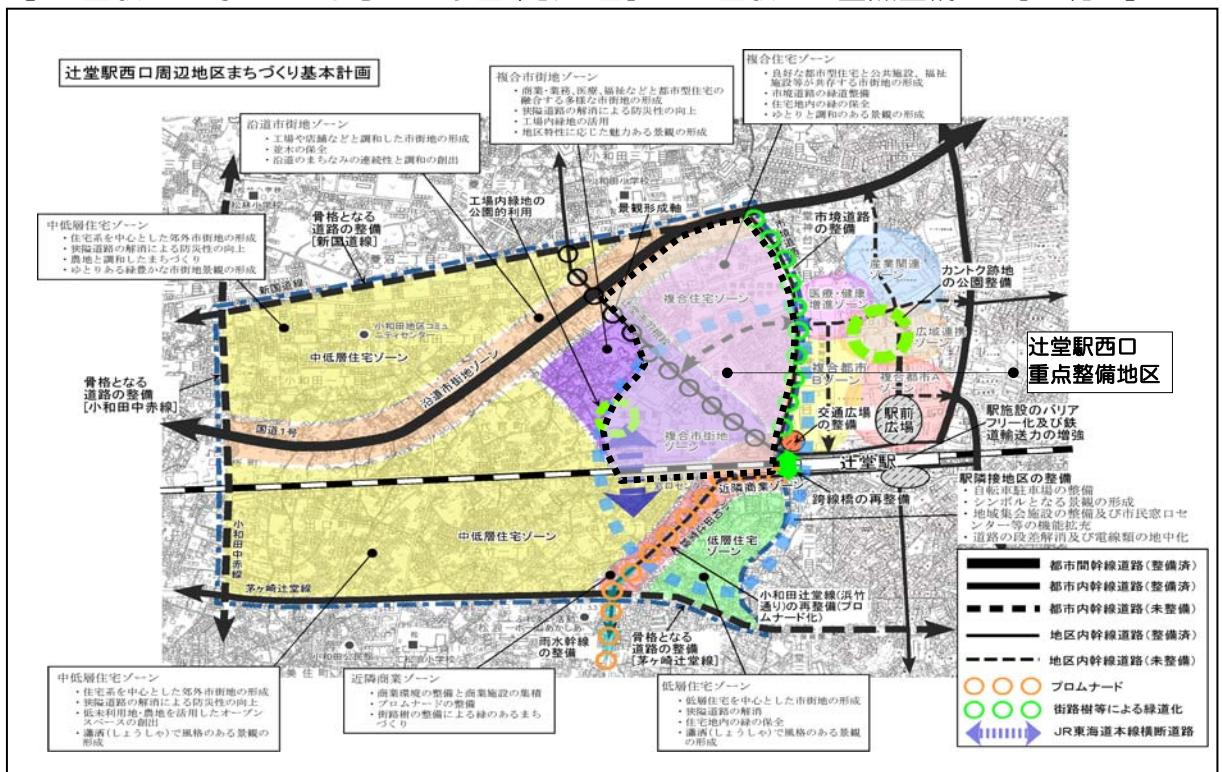 辻堂駅西口周辺地区まちづくり基本計画
沿道市街地ゾーン
・工場や店舗などと調和した市街地の形成
・並木の保全
・沿道のまちなみの連続性と調和の創出
複合市街地ゾーン
・商業・業務、医療、福祉などと都市型住宅の
融合する多様な市街地の形成
・狭隘道路の解消による防災性の向上
・工場内緑地の活用
・地区特性に応じた魅力ある景観の形成
複合住宅ゾーン
・良好な都市型住宅と公共施設、福祉
施設等が共存する市街地の形成
・市境道路の緑道整備
・住宅地内の緑の保全
・ゆとりと調和のある景観の形成
中低層住宅ゾーン
・住宅系を中心とした郊外市街地の形成
・狭隘道路の解消による防災性の向上
・農地と調和したまちづくり
・ゆとりある緑豊かな市街地景観の形成
骨格となる
道路の整備
[新国道線]
工場内緑地の
公園的利用
景観形成軸
市境道路
の整備
産業関連
ゾーン
カントク跡地
の公園整備
医療・健康
増進ゾーン
広域連携
ゾーン
新国道線
複合住宅ゾーン
小和田地区コミュ
ニティセンター
中低層住宅ゾーン
沿道市街地ゾーン
複合都市
Bゾーン
複合都市A
ゾーン
辻堂駅西口
重点整備地区
骨格となる
道路の整備
[小和田中赤線]
国道1号
複合市街地
ゾーン
交通広場
の整備
駅前
広場
駅施設のバリア
フリー化及び鉄
道輸送力の増強
辻堂駅
近隣商業ゾーン
跨線橋の再整備
駅隣接地区の整備
・自転車駐車場の整備
・シンボルとなる景観の形成
・地域集会施設の整備及び市民窓口セ
ンター等の機能拡充
・道路の段差解消及び電線類の地中化
小和田中赤線
中低層住宅ゾーン
低層住宅
ゾーン
茅ヶ崎辻堂線
小和田辻堂線(浜竹
通り)の再整備(プロ
ムナード化)
雨水幹線
の整備
骨格となる
道路の整備
[茅ヶ崎辻堂線]
小和田公民館
中低層住宅ゾーン
・住宅系を中心とした郊外市街地の形成
・狭隘道路の解消による防災性の向上
・低未利用地・農地を活用したオープン
スペースの創出
・瀟洒(しょうしゃ)で風格のある景観の
形成
近隣商業ゾーン
・商業環境の整備と商業施設の集積
・プロムナードの整備
・街路樹の整備による緑のあるまち
づくり
低層住宅ゾーン
・低層住宅を中心とした市街地の形成
・狭隘道路の解消
・住宅地内の緑の保全
・瀟洒(しょうしゃ)で風格のある景観
の形成
都市間幹線道路(整備済)
都市内幹線道路(整備済)
都市内幹線道路(未整備)
地区内幹線道路(整備済)
地区内幹線道路(未整備)
プロムナード
街路樹等による緑道化
JR東海道本線横断道路